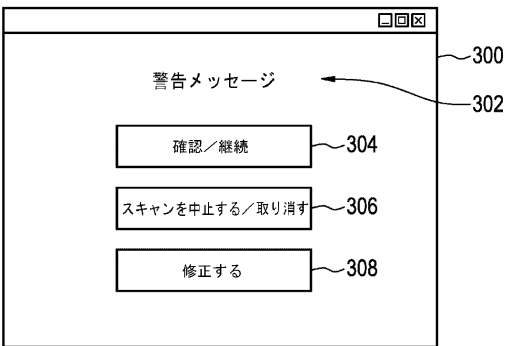 300
警告メッセージ
302
確認／継続
304
スキャンを中止する／取り消す
306
修正する
308